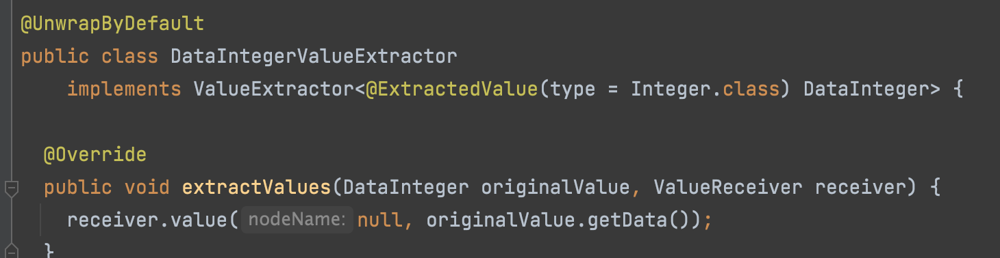 @UnwrapByDefault
public class DataIntegerValueExtractor
implements ValueExtractor<@ExtractedValue(type = Integer.class) DataInteger> {
@Override
public void extractValues(DataInteger originalValue, ValueReceiver receiver) {
receiver.value( nodeName: null, originalValue.getData());
}